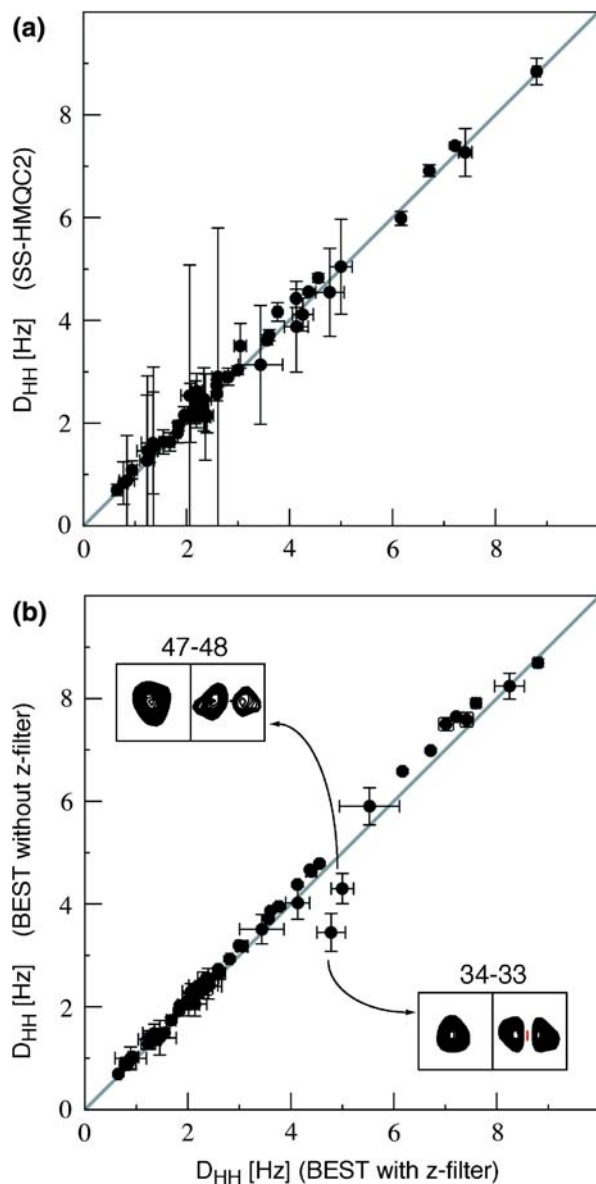 (a)
D_HH [Hz] (SS-HMQC2)
8
6
4
2
0
0 2 4 6 8
(b)
47-48
D_HH [Hz] (BEST without z-filter)
8
6
4
2
0
34-33
0 2 4 6 8
D_HH [Hz] (BEST with z-filter)